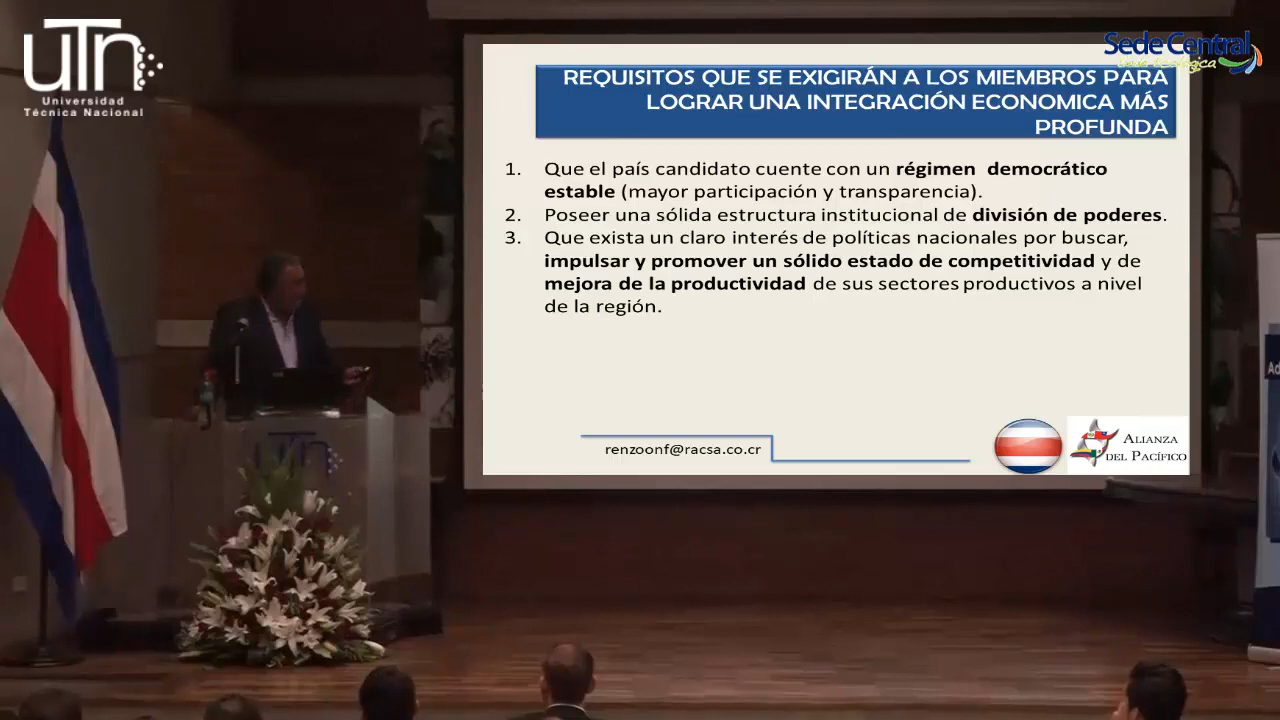 UTn
Universidad
Técnica Nacional
Sede Central
REQUISITOS QUE SE EXIGIRÁN A LOS MIEMBROS PARA
LOGRAR UNA INTEGRACIÓN ECONOMICA MÁS
PROFUNDA
1. Que el país candidato cuente con un régimen democrático
estable (mayor participación y transparencia).
2. Poseer una sólida estructura institucional de división de poderes.
3. Que exista un claro interés de políticas nacionales por buscar,
impulsar y promover un sólido estado de competitividad y de
mejora de la productividad de sus sectores productivos a nivel
de la región.
renzoonf@racsa.co.cr
ALIANZA
DEL PACÍFICO
UTn
Ad